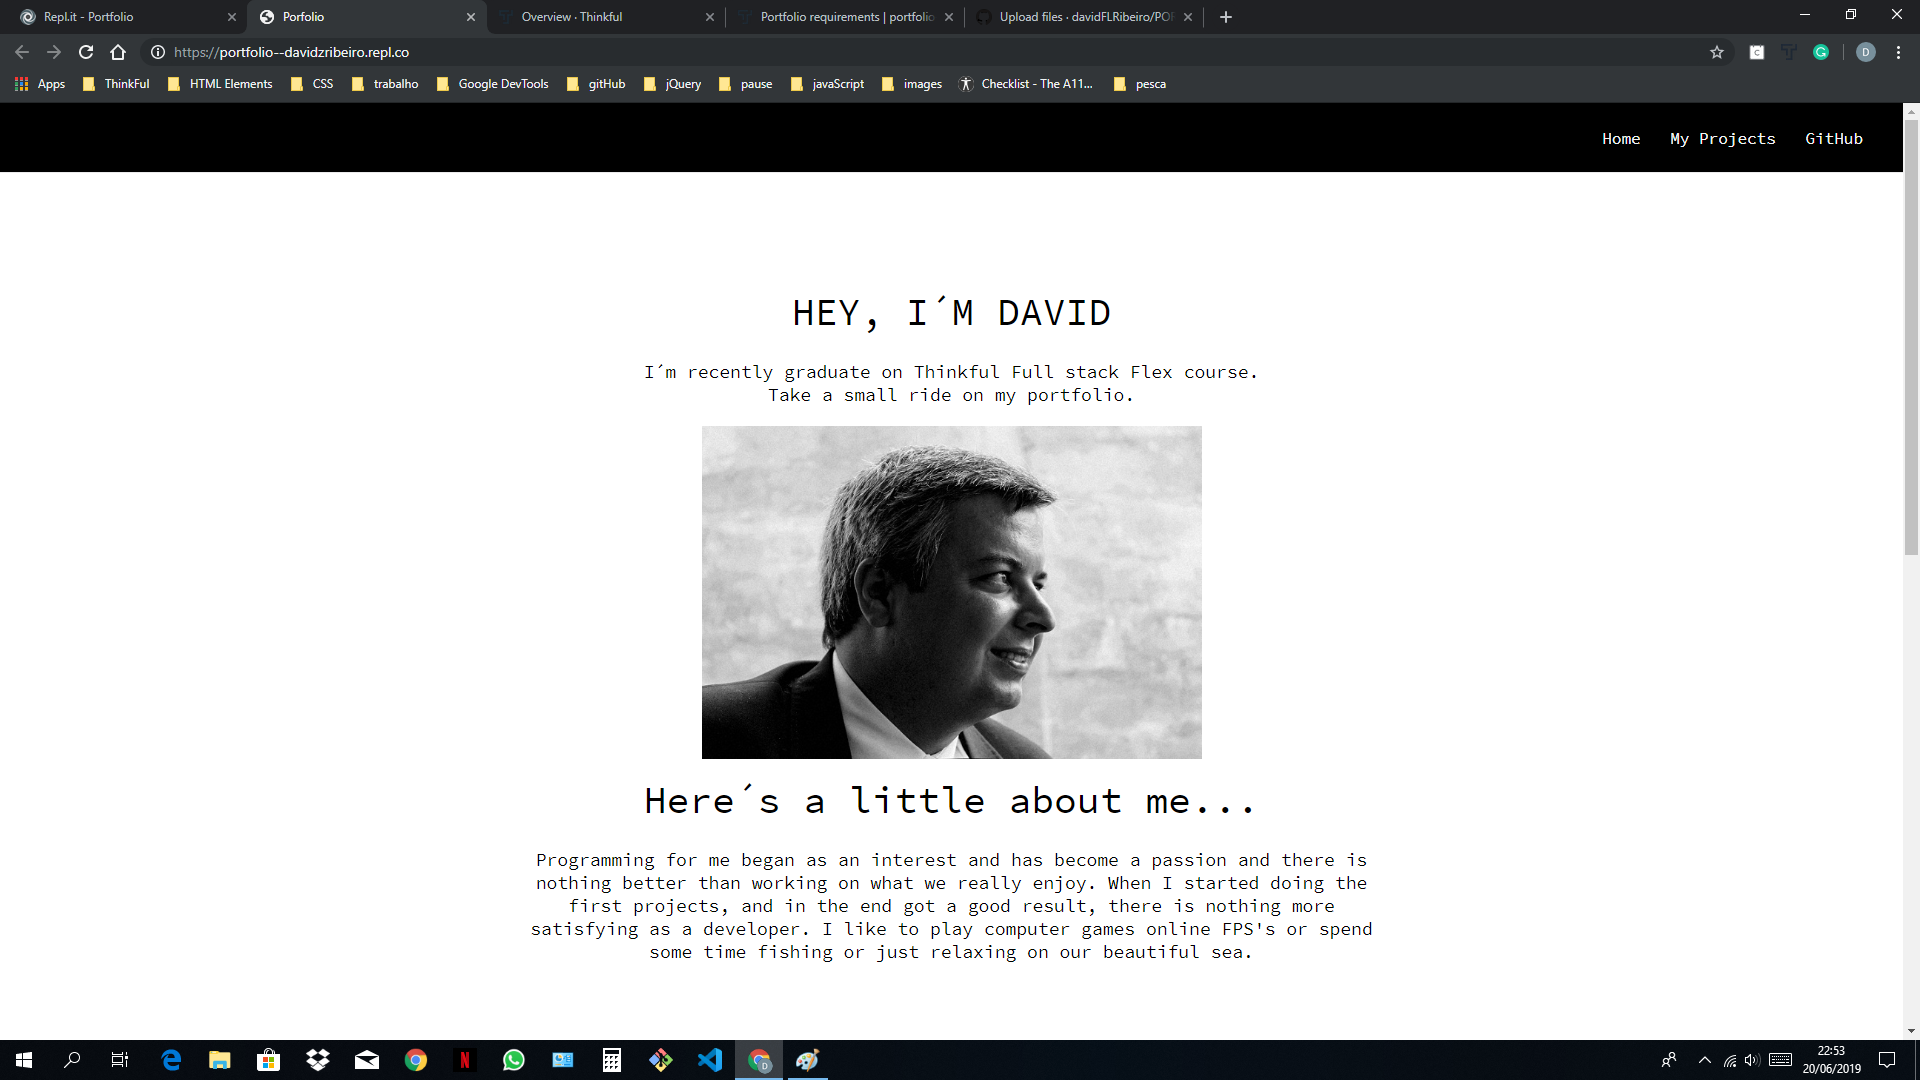 Repl.it - Portfolio
Porfolio
Overview · Thinkful
Portfolio requirements | portfolio
Upload files · davidFLRibeiro/POF
https://portfolio--davidzribeiro.repl.co
D
Apps
ThinkFul
HTML Elements
CSS
trabalho
Google DevTools
gitHub
jQuery
pause
javaScript
images
Checklist - The A11...
pesca
Home
My Projects
GitHub
HEY, I´M DAVID
I´m recently graduate on Thinkful Full stack Flex course.
Take a small ride on my portfolio.
Here´s a little about me...
Programming for me began as an interest and has become a passion and there is
nothing better than working on what we really enjoy. When I started doing the
first projects, and in the end got a good result, there is nothing more
satisfying as a developer. I like to play computer games online FPS's or spend
some time fishing or just relaxing on our beautiful sea.
22:53
20/06/2019